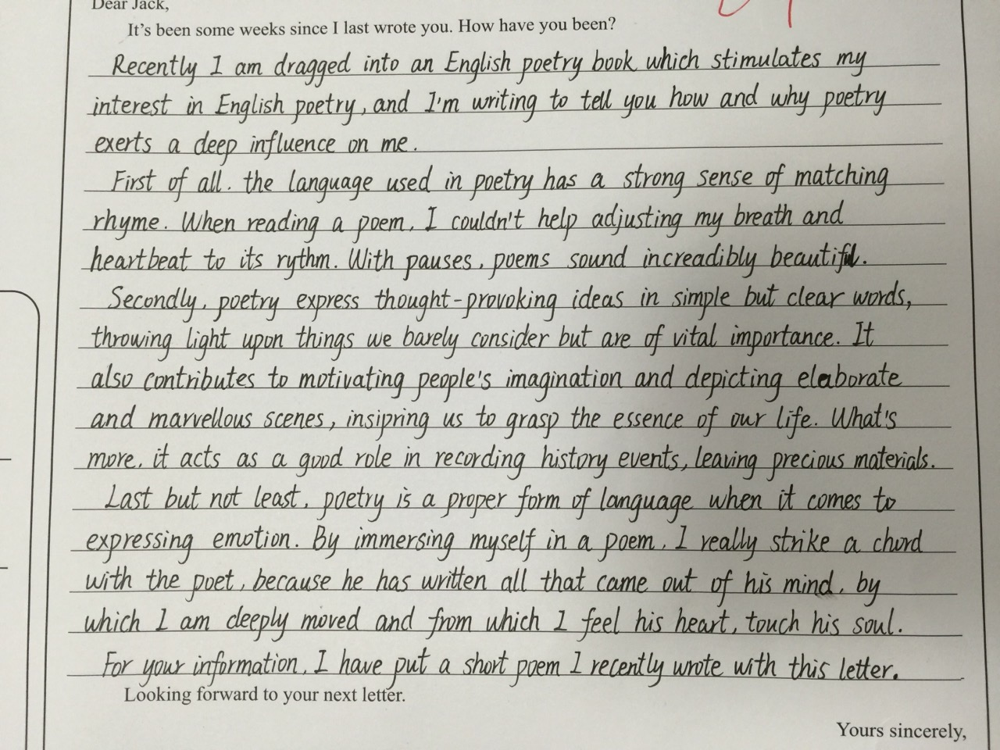 Dear Jack,
It's been some weeks since I last wrote you. How have you been?
Recently I am dragged into an English poetry book which stimulates my
interest in English poetry, and I'm writing to tell you how and why poetry
exerts a deep influence on me.
First of all. the language used in poetry has a strong sense of matching
rhyme. When reading a poem, I couldn't help adjusting my breath and
heartbeat to its rythm. With pauses, poems sound increadibly beautiful.
Secondly, poetry express thought-provoking ideas in simple but clear words,
throwing light upon things we barely consider but are of vital importance. It
also contributes to motivating people's imagination and depicting elaborate
and marvellous scenes, insipring us to grasp the essence of our life. What's
more, it acts as a good role in recording history events, leaving precious materials.
Last but not least, poetry is a proper form of language when it comes to
expressing emotion. By immersing myself in a poem, I really strike a chord
with the poet, because he has written all that came out of his mind, by
which I am deeply moved and from which I feel his heart, touch his soul.
For your information, I have put a short poem I recently wrote with this letter.
Looking forward to your next letter.
Yours sincerely,